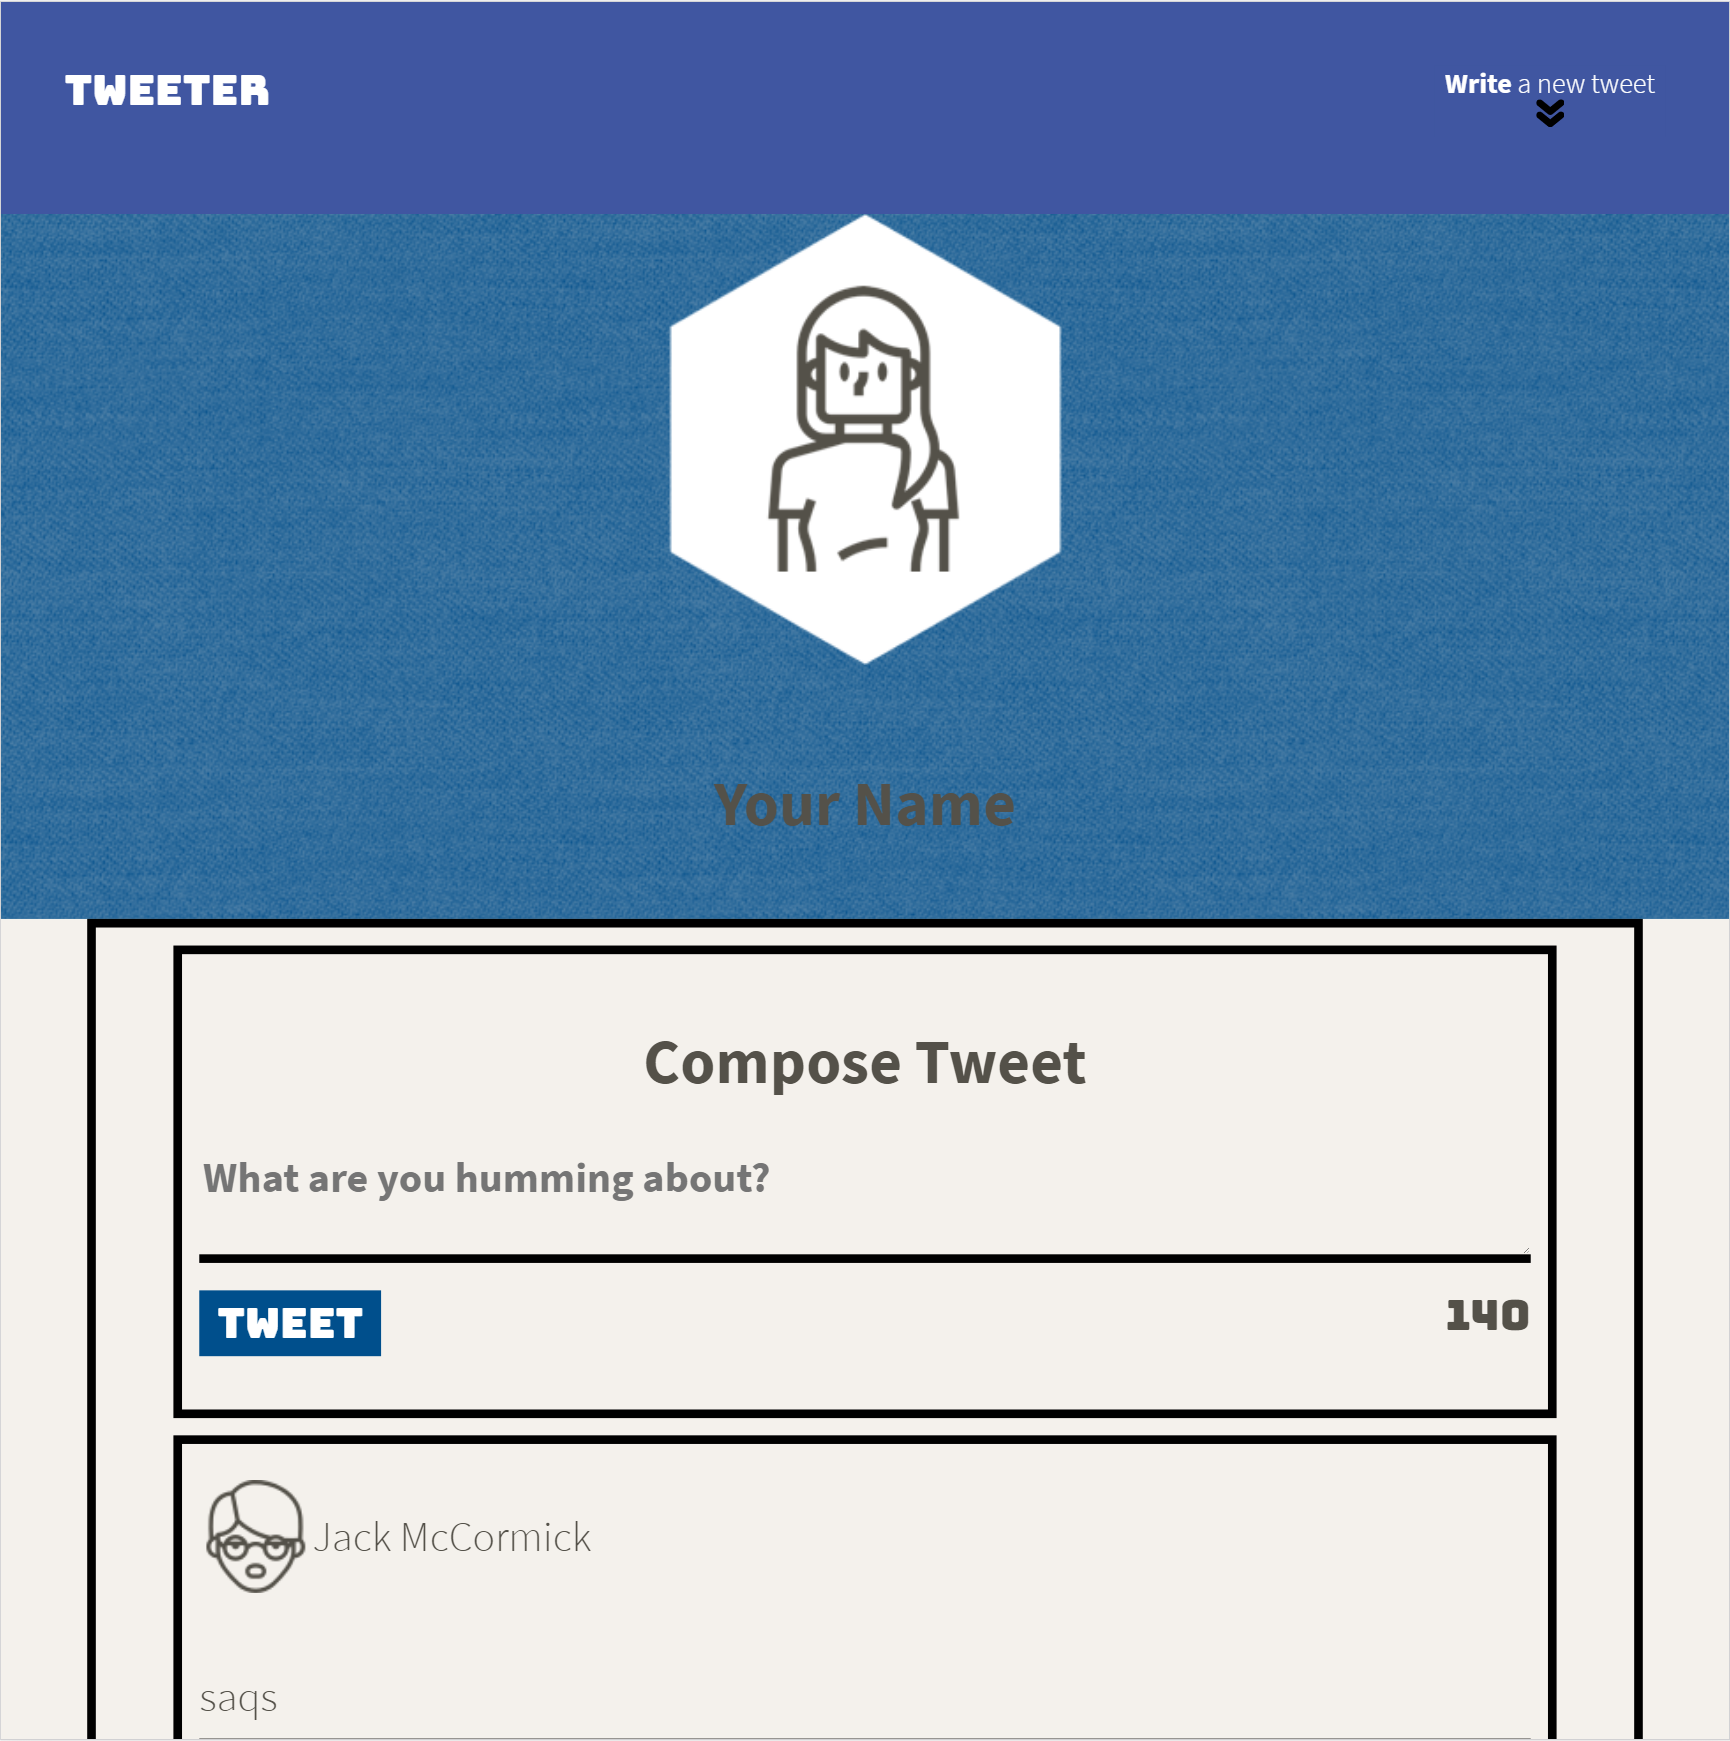 TWEETER
Write a new tweet
Your Name
Compose Tweet
What are you humming about?
TWEET
140
Jack McCormick
saqs